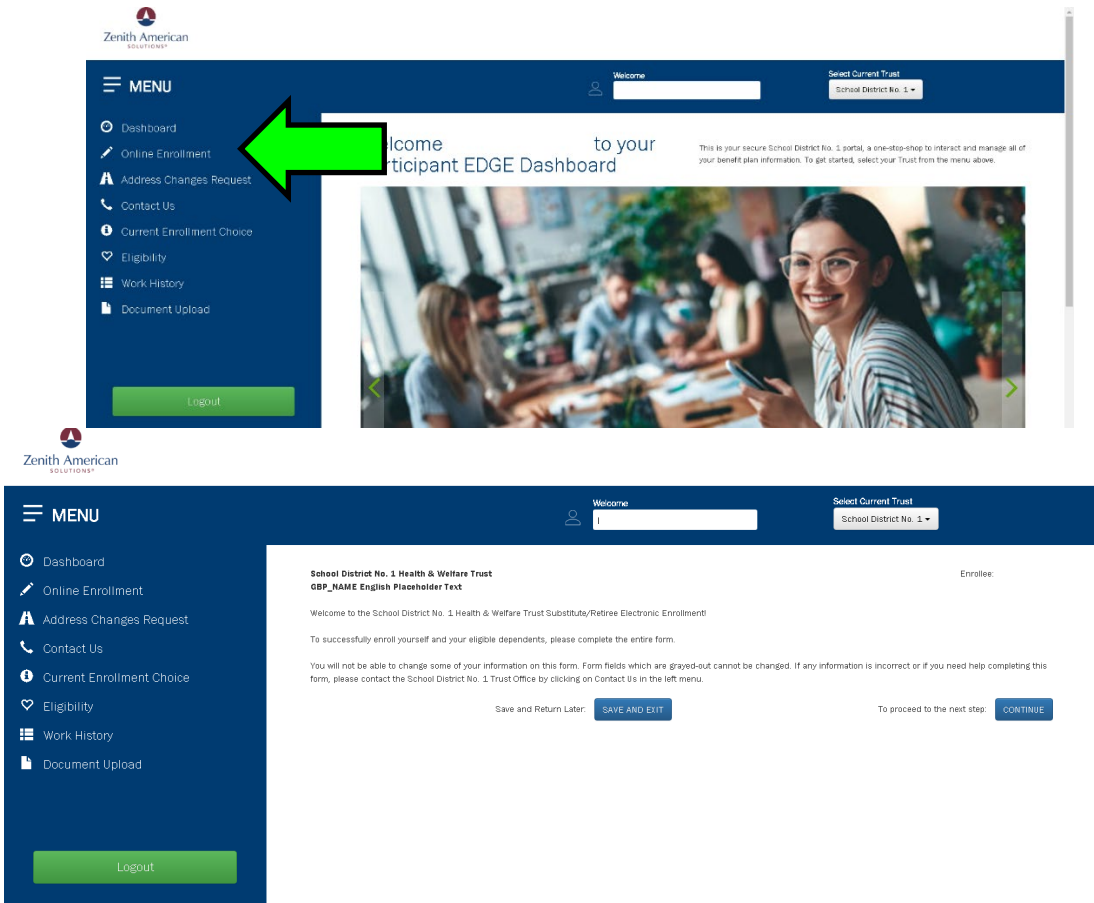 Zenith American
SOLUTIONS®
MENU
Welcome
Select Current Trust
School District No. 1
Dashboard
Online Enrollment
Address Changes Request
Contact Us
Current Enrollment Choice
Eligibility
Work History
Document Upload
Logout
elcome to your
rticipant EDGE Dashboard
This is your secure School District No. 1 portal, a one-stop-shop to interact and manage all of
your benefit plan information. To get started, select your Trust from the menu above.
Zenith American
SOLUTIONS®
MENU
Welcome
Select Current Trust
School District No. 1
Dashboard
Online Enrollment
Address Changes Request
Contact Us
Current Enrollment Choice
Eligibility
Work History
Document Upload
Logout
School District No. 1 Health & Welfare Trust
Enrollee:
GBP_NAME English Placeholder Text
Welcome to the School District No. 1 Health & Welfare Trust Substitute/Retiree Electronic Enrollment!
To successfully enroll yourself and your eligible dependents, please complete the entire form.
You will not be able to change some of your information on this form. Form fields which are grayed-out cannot be changed. If any information is incorrect or if you need help completing this
form, please contact the School District No. 1 Trust Office by clicking on Contact Us in the left menu.
Save and Return Later: SAVE AND EXIT
To proceed to the next step: CONTINUE